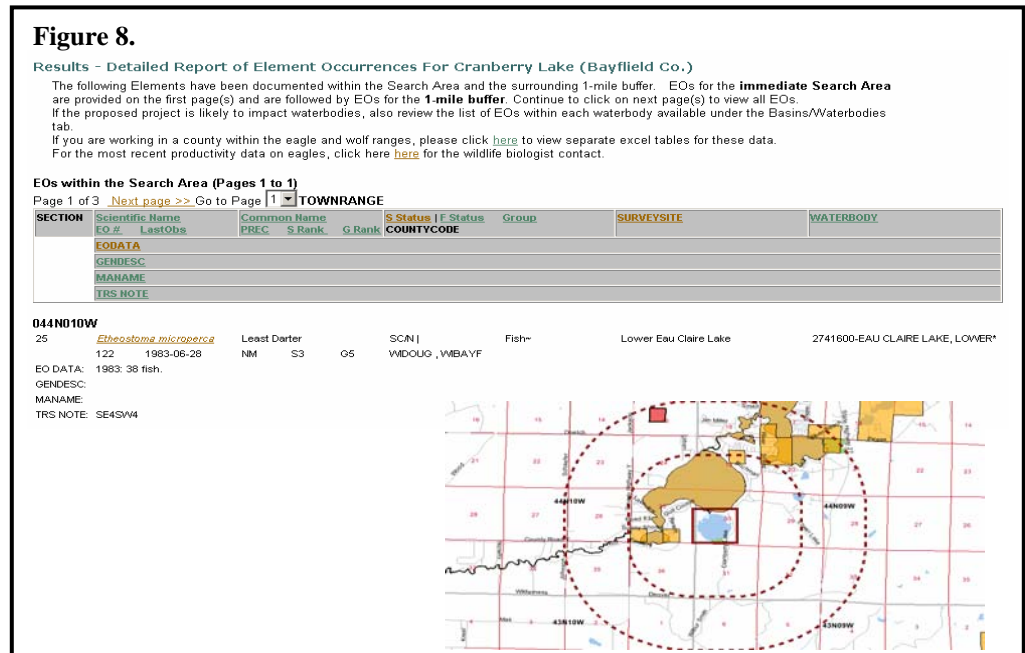 Figure 8.
Results - Detailed Report of Element Occurrences For Cranberry Lake (Bayflield Co.)
The following Elements have been documented within the Search Area and the surrounding 1-mile buffer. EOs for the immediate Search Area
are provided on the first page(s) and are followed by EOs for the 1-mile buffer. Continue to click on next page(s) to view all EOs.
If the proposed project is likely to impact waterbodies, also review the list of EOs within each waterbody available under the Basins/Waterbodies
tab.
If you are working in a county within the eagle and wolf ranges, please click here to view separate excel tables for these data.
For the most recent productivity data on eagles, click here here for the wildlife biologist contact.
EOs within the Search Area (Pages 1 to 1)
Page 1 of 3 Next page >> Go to Page 1 TOWNRANGE
SECTION Scientific Name Common Name S Status | F Status Group SURVEYSITE WATERBODY
EO # LastObs PREC S Rank G Rank COUNTYCODE
EODATA
GENDESC
MANAME
TRS NOTE
044N010W
25 Etheostoma microperca Least Darter SC/N | Fish~ Lower Eau Claire Lake 2741600-EAU CLAIRE LAKE, LOWER*
122 1983-06-28 NM S3 G5 WIDOUG , WIBAYF
EO DATA: 1983: 38 fish.
GENDESC:
MANAME:
TRS NOTE: SE4SW4
44N10W
44N09W
43N10W
43N09W